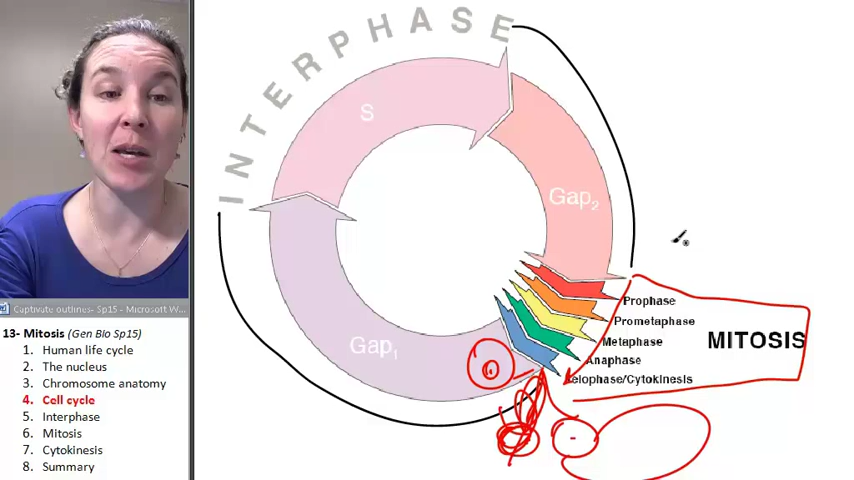 INTERPHASE
S
Gap2
Gap1
Prophase
Prometaphase
Metaphase
Anaphase
Telophase/Cytokinesis
MITOSIS
Captivate outlines- Sp15 - Microsoft W...
13- Mitosis (Gen Bio Sp15)
1. Human life cycle
2. The nucleus
3. Chromosome anatomy
4. Cell cycle
5. Interphase
6. Mitosis
7. Cytokinesis
8. Summary